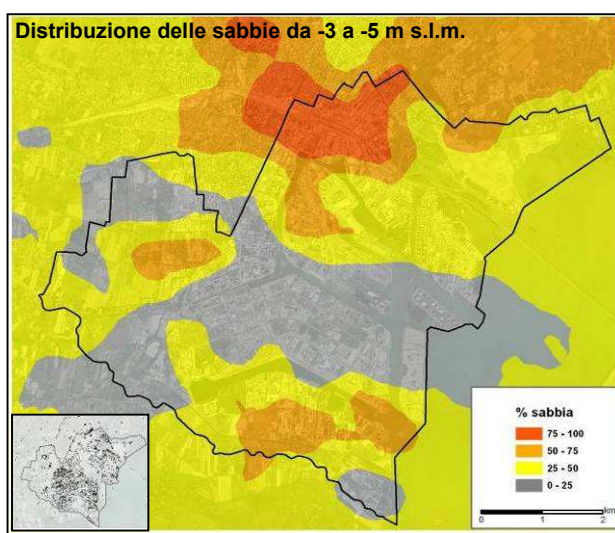 Distribuzione delle sabbie da -3 a -5 m s.l.m.
% sabbia
75 - 100
50 - 75
25 - 50
0 - 25
km
0 1 2